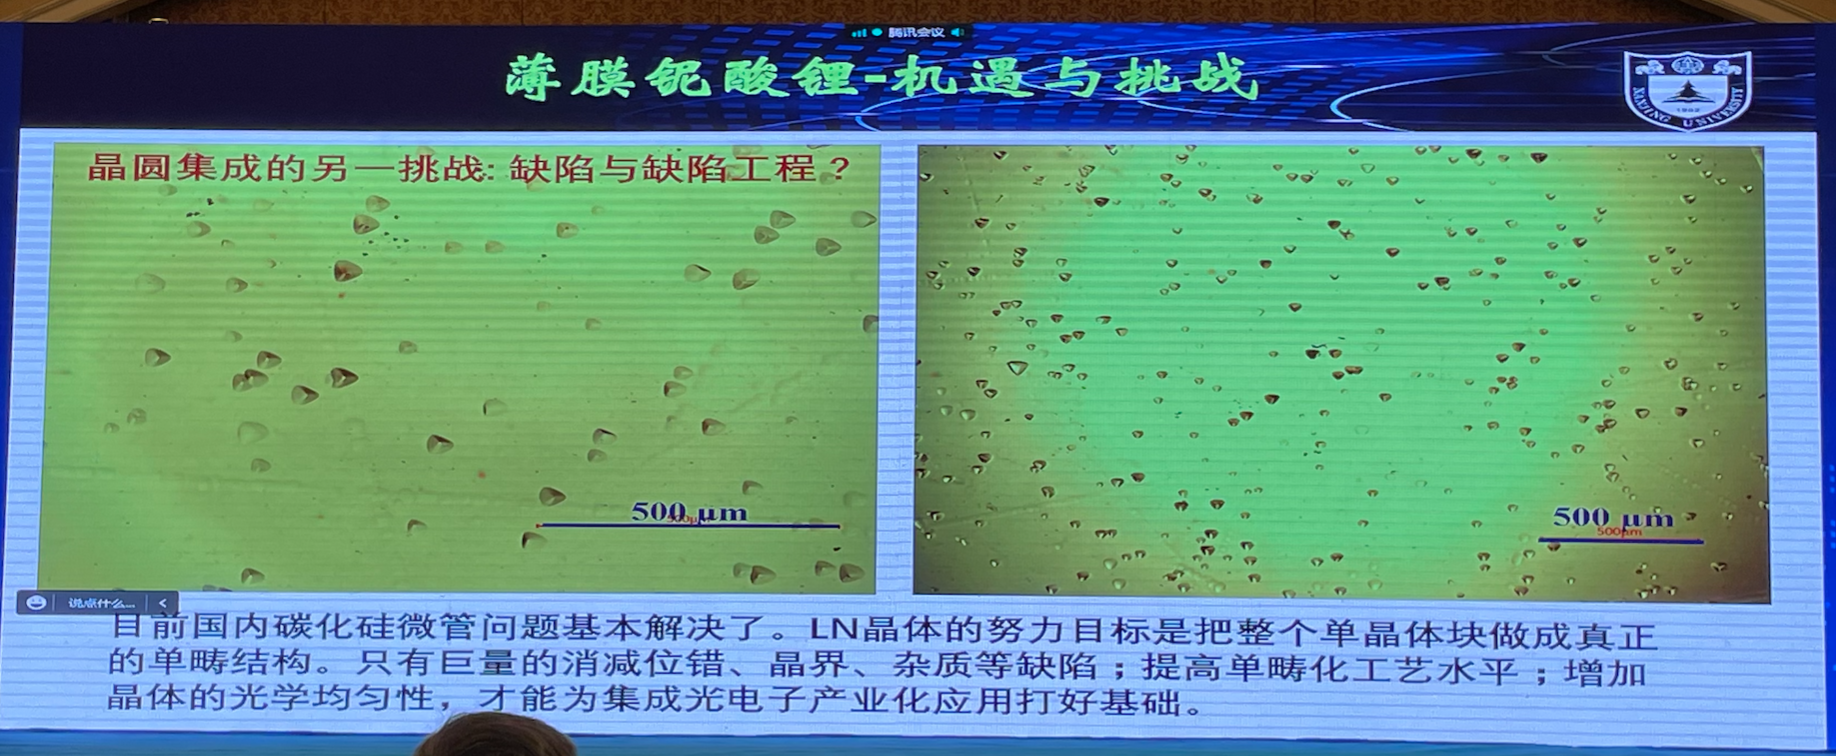 腾讯会议
薄膜铌酸锂-机遇与挑战
NANJING UNIVERSITY
1902
晶圆集成的另一挑战: 缺陷与缺陷工程？
500 μm
500μm
500 μm
500μm
说点什么...
目前国内碳化硅微管问题基本解决了。LN晶体的努力目标是把整个单晶体块做成真正
的单畴结构。只有巨量的消减位错、晶界、杂质等缺陷；提高单畴化工艺水平；增加
晶体的光学均匀性，才能为集成光电子产业化应用打好基础。